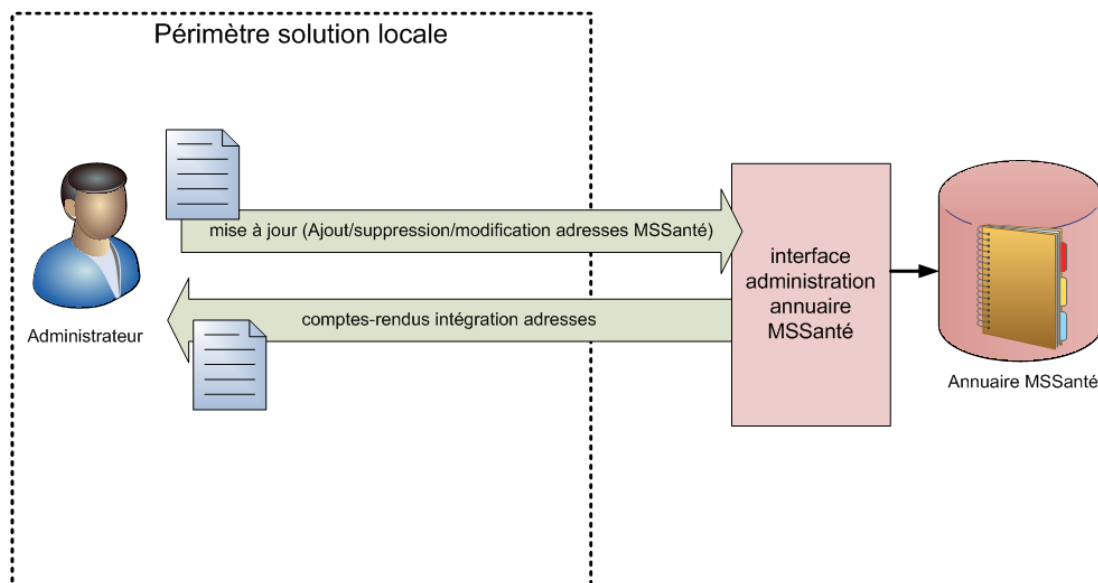 Périmètre solution locale
mise à jour (Ajout/suppression/modification adresses MSSanté)
comptes-rendus intégration adresses
Administrateur
interface
administration
annuaire
MSSanté
Annuaire MSSanté